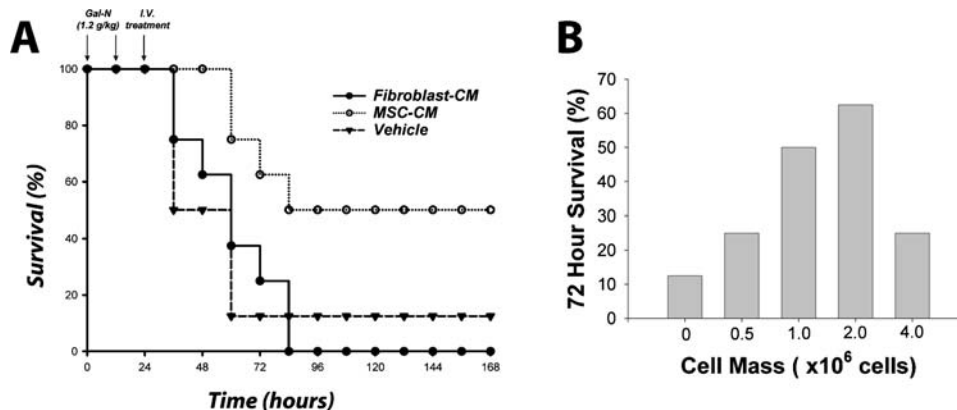 A
Gal-N
(1.2 g/kg)
I.V.
treatment
100
80
60
40
20
0
Survival (%)
0 24 48 72 96 120 144 168
Time (hours)
Fibroblast-CM
MSC-CM
Vehicle
B
70
60
50
40
30
20
10
0
72 Hour Survival (%)
0 0.5 1.0 2.0 4.0
Cell Mass ( x10⁶ cells)